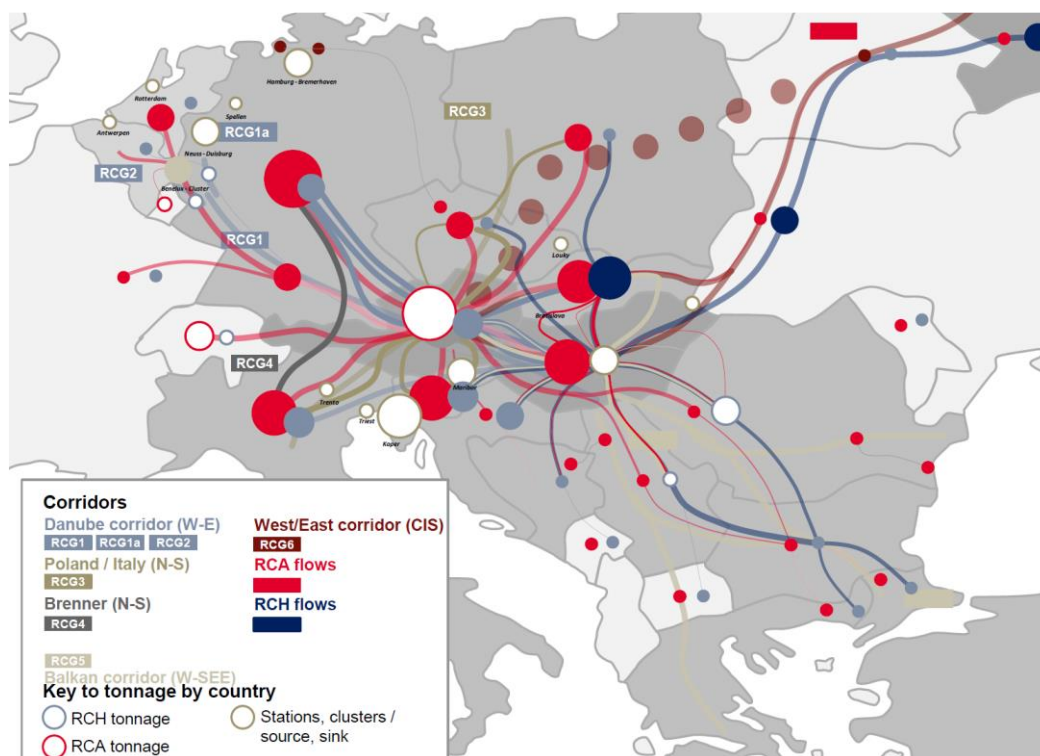 Hamburg - Bremerhaven
Rotterdam
Spellen
RCG3
Antwerpen
RCG1a
Neuss - Duisburg
RCG2
Benelux - Cluster
RCG1
Lauky
Bratislava
RCG4
Maribor
Trento
Triest
Koper
Corridors
Danube corridor (W-E)
RCG1 RCG1a RCG2
Poland / Italy (N-S)
RCG3
Brenner (N-S)
RCG4
RCG5
Balkan corridor (W-SEE)
West/East corridor (CIS)
RCG6
RCA flows
RCH flows
Key to tonnage by country
RCH tonnage
RCA tonnage
Stations, clusters /
source, sink